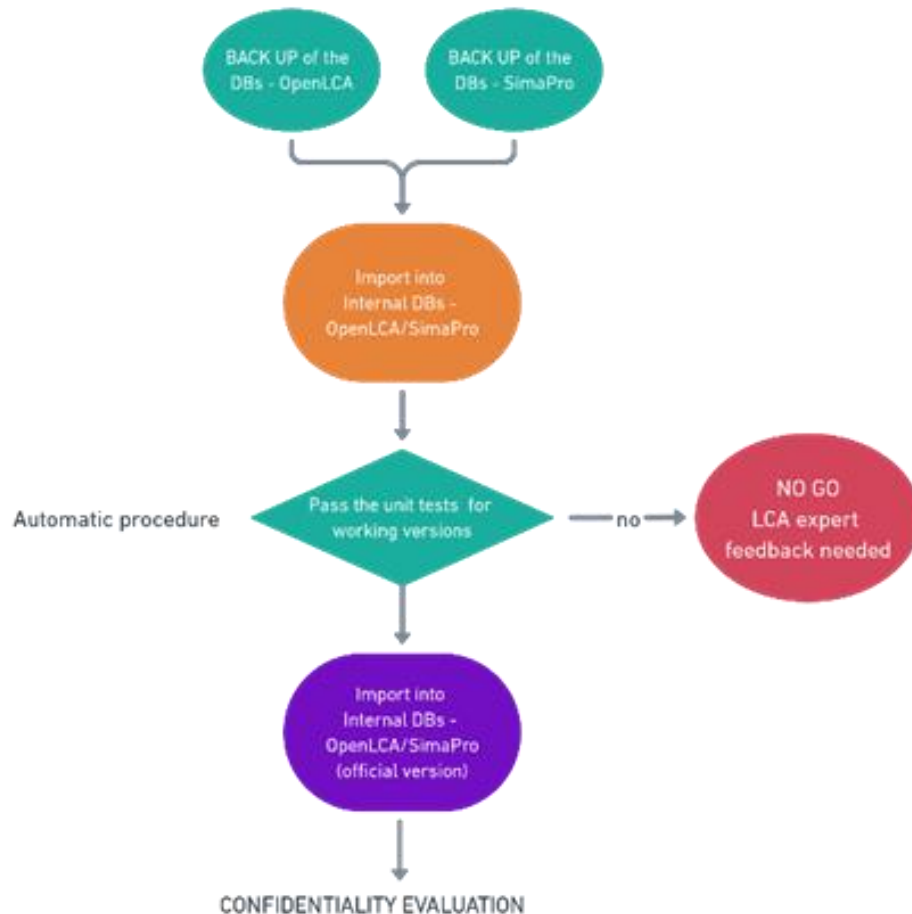 BACK UP of the
DBs - OpenLCA
BACK UP of the
DBs - SimaPro
Import into
Internal DBs -
OpenLCA/SimaPro
Automatic procedure
Pass the unit tests for
working versions
no
NO GO
LCA expert
feedback needed
Import into
Internal DBs -
OpenLCA/SimaPro
(official version)
CONFIDENTIALITY EVALUATION